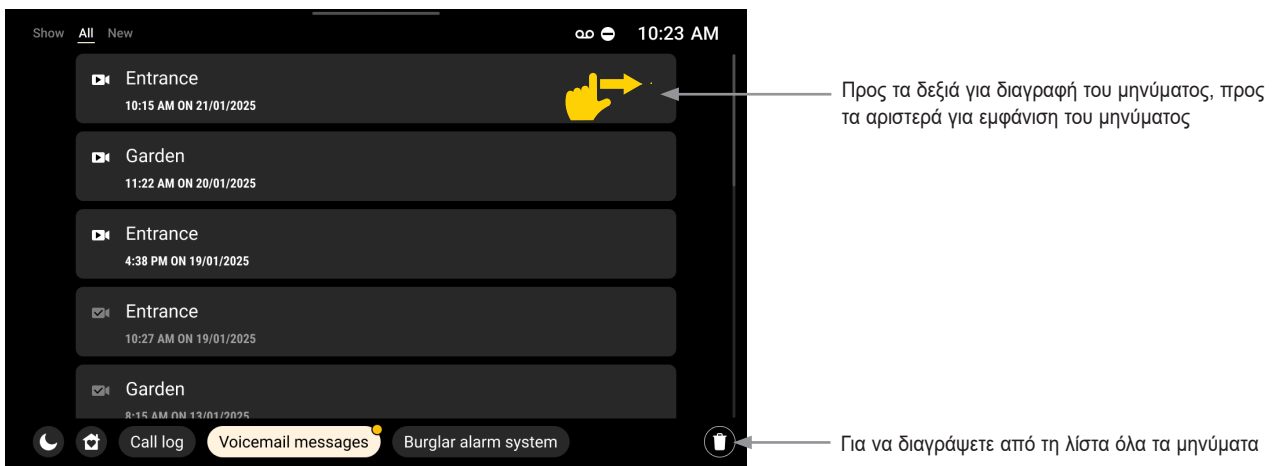 Show All New
10:23 AM
Entrance
10:15 AM ON 21/01/2025
Προς τα δεξιά για διαγραφή του μηνύματος, προς
τα αριστερά για εμφάνιση του μηνύματος
Garden
11:22 AM ON 20/01/2025
Entrance
4:38 PM ON 19/01/2025
Entrance
10:27 AM ON 19/01/2025
Garden
8:15 AM ON 13/01/2025
Call log
Voicemail messages
Burglar alarm system
Για να διαγράψετε από τη λίστα όλα τα μηνύματα